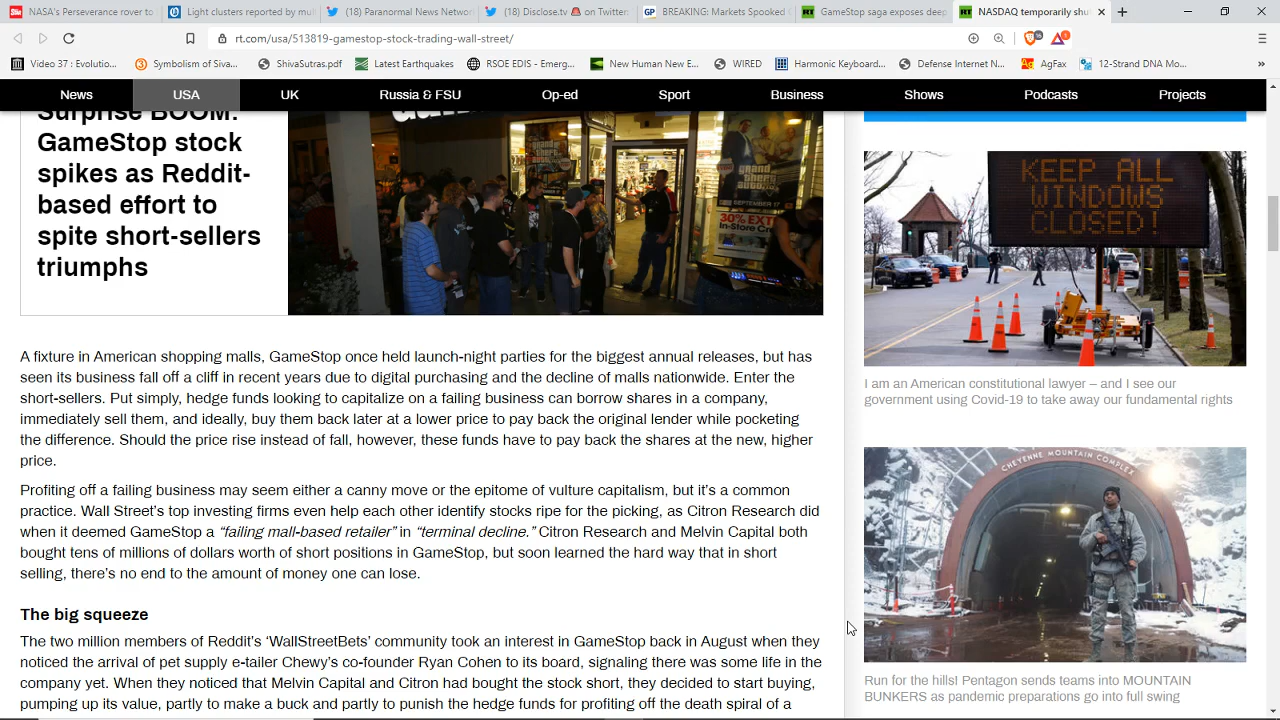 NASA's Perseverance rover to
Light clusters reported by mul
(18) Paranormal News Networ
(18) Disclose.tv🚨 on Twitter:
BREAKING: Markets Spooked
GameStop saga exposes deep
NASDAQ temporarily shu
rt.com/usa/513819-gamestop-stock-trading-wall-street/
Video 37 : Evolutio...
Symbolism of Siva...
ShivaSutras.pdf
Latest Earthquakes
RSOE EDIS - Emerg...
New Human New E...
WIRED
Harmonic Keyboard...
Defense Internet N...
AgFax
12-Strand DNA Mo...
News
USA
UK
Russia & FSU
Op-ed
Sport
Business
Shows
Podcasts
Projects
Surprise BOOM:
GameStop stock
spikes as Reddit-
based effort to
spite short-sellers
triumphs
A fixture in American shopping malls, GameStop once held launch-night parties for the biggest annual releases, but has
seen its business fall off a cliff in recent years due to digital purchasing and the decline of malls nationwide. Enter the
short-sellers. Put simply, hedge funds looking to capitalize on a failing business can borrow shares in a company,
immediately sell them, and ideally, buy them back later at a lower price to pay back the original lender while pocketing
the difference. Should the price rise instead of fall, however, these funds have to pay back the shares at the new, higher
price.
Profiting off a failing business may seem either a canny move or the epitome of vulture capitalism, but it's a common
practice. Wall Street's top investing firms even help each other identify stocks ripe for the picking, as Citron Research did
when it deemed GameStop a "failing mall-based retailer" in "terminal decline." Citron Research and Melvin Capital both
bought tens of millions of dollars worth of short positions in GameStop, but soon learned the hard way that in short
selling, there's no end to the amount of money one can lose.
The big squeeze
The two million members of Reddit's 'WallStreetBets' community took an interest in GameStop back in August when they
noticed the arrival of pet supply e-tailer Chewy's co-founder Ryan Cohen to its board, signaling there was some life in the
company yet. When they noticed that Melvin Capital and Citron had bought the stock short, they decided to start buying,
pumping up its value, partly to make a buck and partly to punish the hedge funds for profiting off the death spiral of a
30% EXT
In-Store Cr
KEEP ALL
WINDOWS
CLOSED!
I am an American constitutional lawyer – and I see our
government using Covid-19 to take away our fundamental rights
CHEYENNE MOUNTAIN COMPLEX
Run for the hills! Pentagon sends teams into MOUNTAIN
BUNKERS as pandemic preparations go into full swing